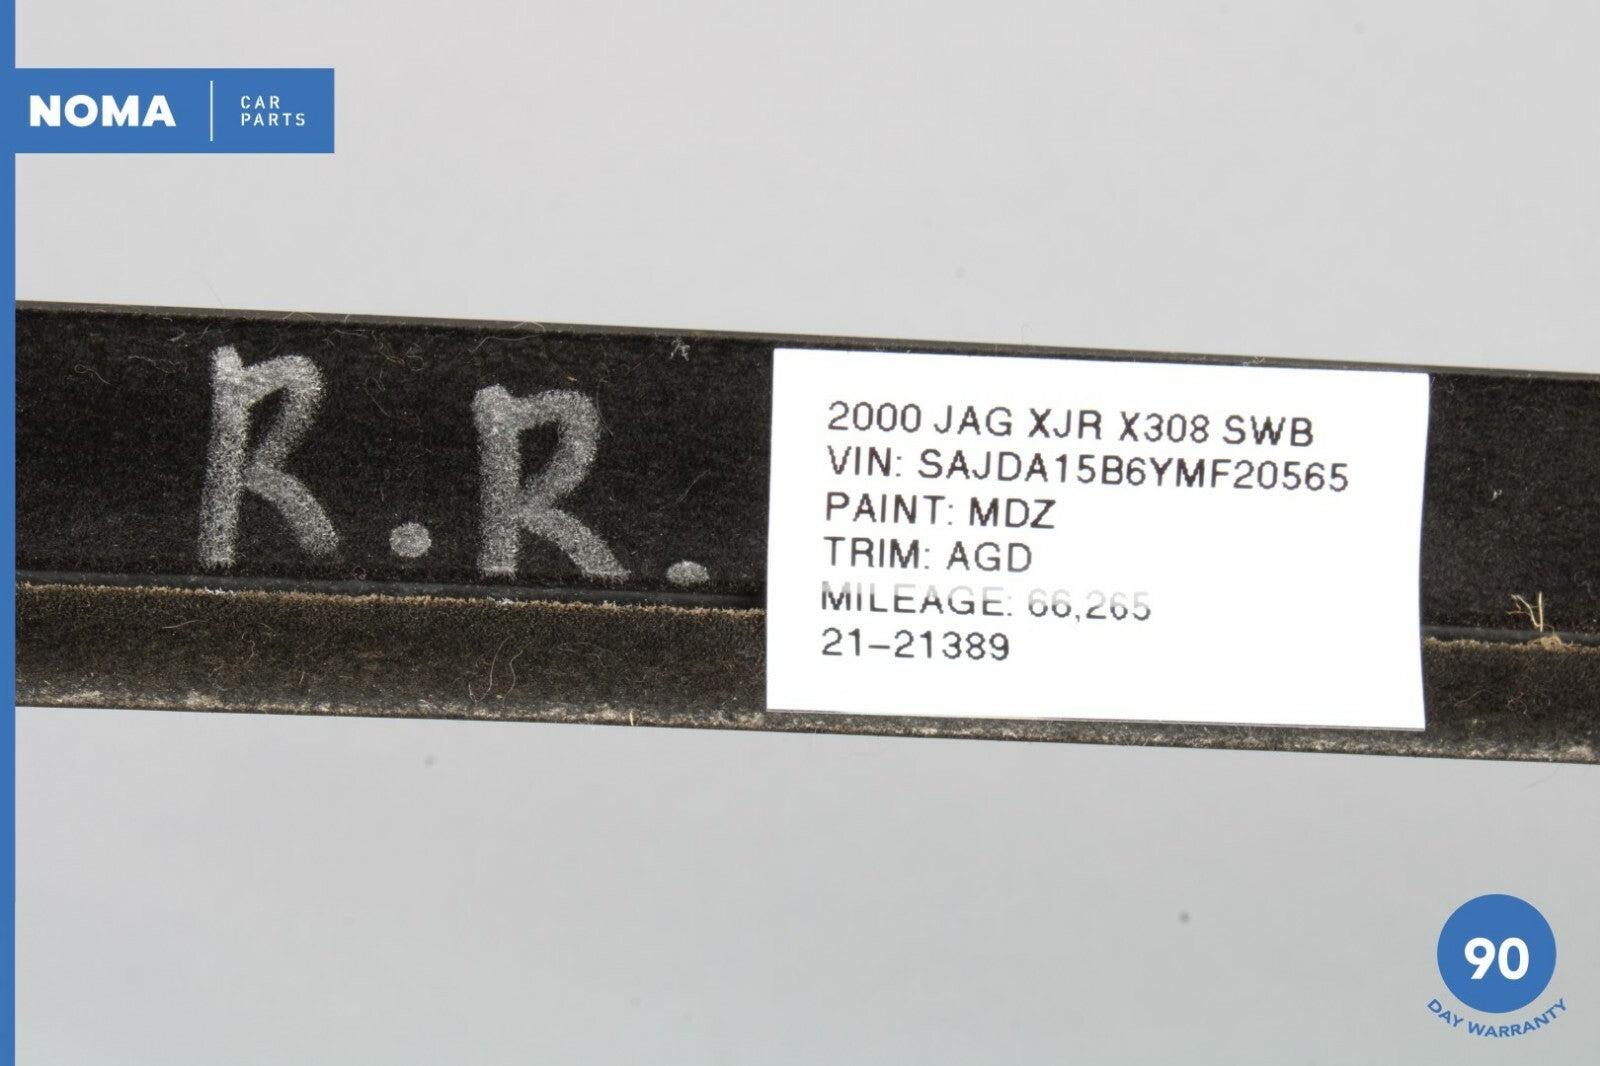 NOMA
CAR
PARTS
R.R.
2000 JAG XJR X308 SWB
VIN: SAJDA15B6YMF20565
PAINT: MDZ
TRIM: AGD
MILEAGE: 66,265
21-21389
90
DAY WARRANTY